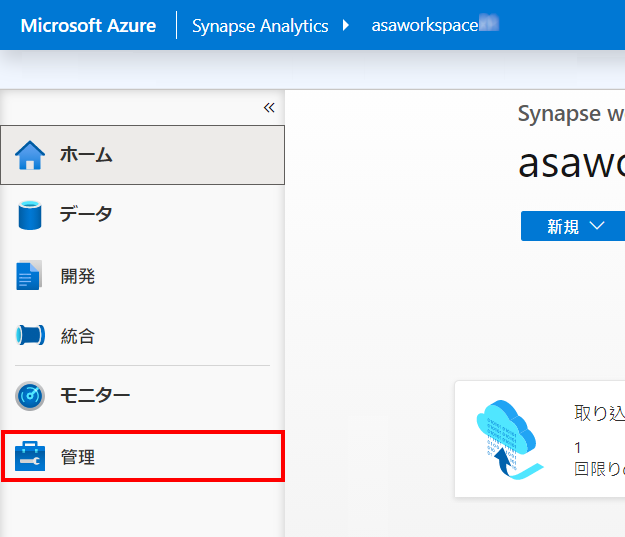 Microsoft Azure
Synapse Analytics
asaworkspace
«
Synapse w
asawo
ホーム
データ
新規
開発
統合
モニター
管理
取り込
1
回限りの